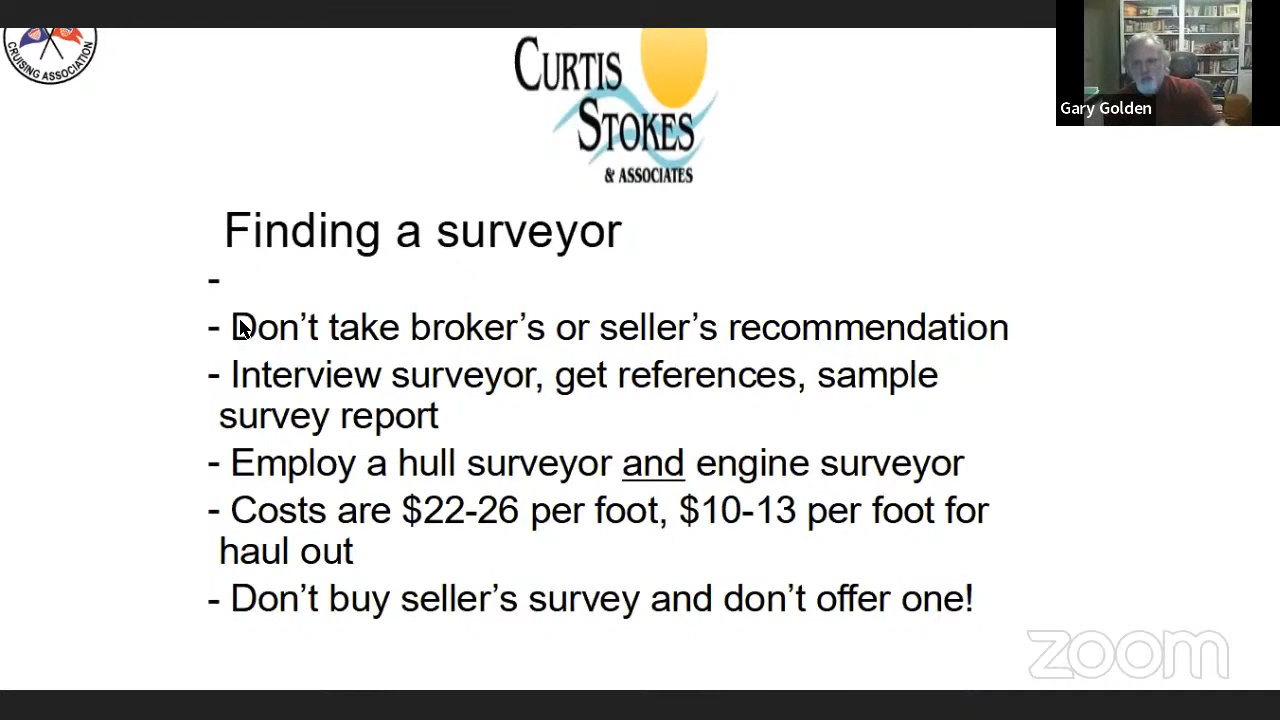 CRUISING ASSOCIATION
CURTIS
STOKES
& ASSOCIATES
Gary Golden
Finding a surveyor
-
- Don’t take broker’s or seller’s recommendation
- Interview surveyor, get references, sample
survey report
- Employ a hull surveyor and engine surveyor
- Costs are $22-26 per foot, $10-13 per foot for
haul out
- Don’t buy seller’s survey and don’t offer one!
zoom